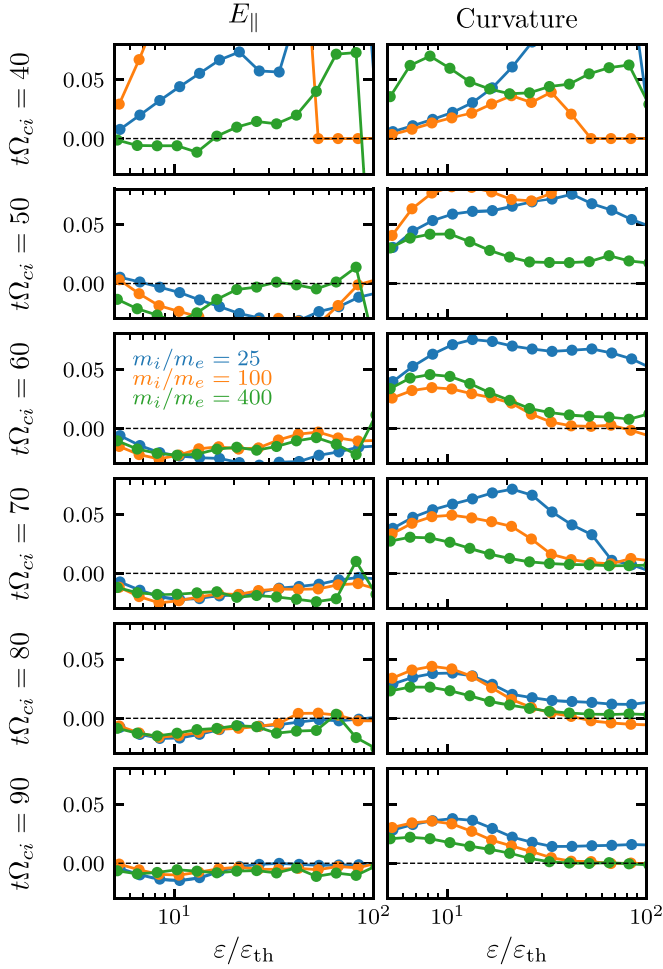 E∥ Curvature
tΩci = 40
0.05
0.00
tΩci = 50
0.05
0.00
tΩci = 60
0.05
0.00
mi/me = 25
mi/me = 100
mi/me = 400
tΩci = 70
0.05
0.00
tΩci = 80
0.05
0.00
tΩci = 90
0.05
0.00
10¹ 10² 10¹ 10²
ε/εth ε/εth